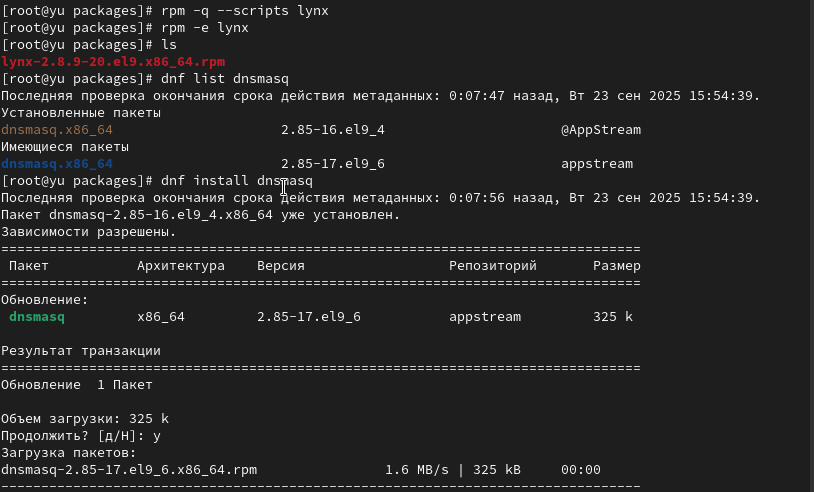 [root@yu packages]# rpm -q --scripts lynx
[root@yu packages]# rpm -e lynx
[root@yu packages]# ls
lynx-2.8.9-20.el9.x86_64.rpm
[root@yu packages]# dnf list dnsmasq
Последняя проверка окончания срока действия метаданных: 0:07:47 назад, Вт 23 сен 2025 15:54:39.
Установленные пакеты
dnsmasq.x86_64 2.85-16.el9_4 @AppStream
Имеющиеся пакеты
dnsmasq.x86_64 2.85-17.el9_6 appstream
[root@yu packages]# dnf install dnsmasq
Последняя проверка окончания срока действия метаданных: 0:07:56 назад, Вт 23 сен 2025 15:54:39.
Пакет dnsmasq-2.85-16.el9_4.x86_64 уже установлен.
Зависимости разрешены.
================================================================================
Пакет Архитектура Версия Репозиторий Размер
================================================================================
Обновление:
dnsmasq x86_64 2.85-17.el9_6 appstream 325 k
Результат транзакции
================================================================================
Обновление 1 Пакет
Объем загрузки: 325 k
Продолжить? [д/Н]: y
Загрузка пакетов:
dnsmasq-2.85-17.el9_6.x86_64.rpm 1.6 MB/s | 325 kB 00:00
--------------------------------------------------------------------------------